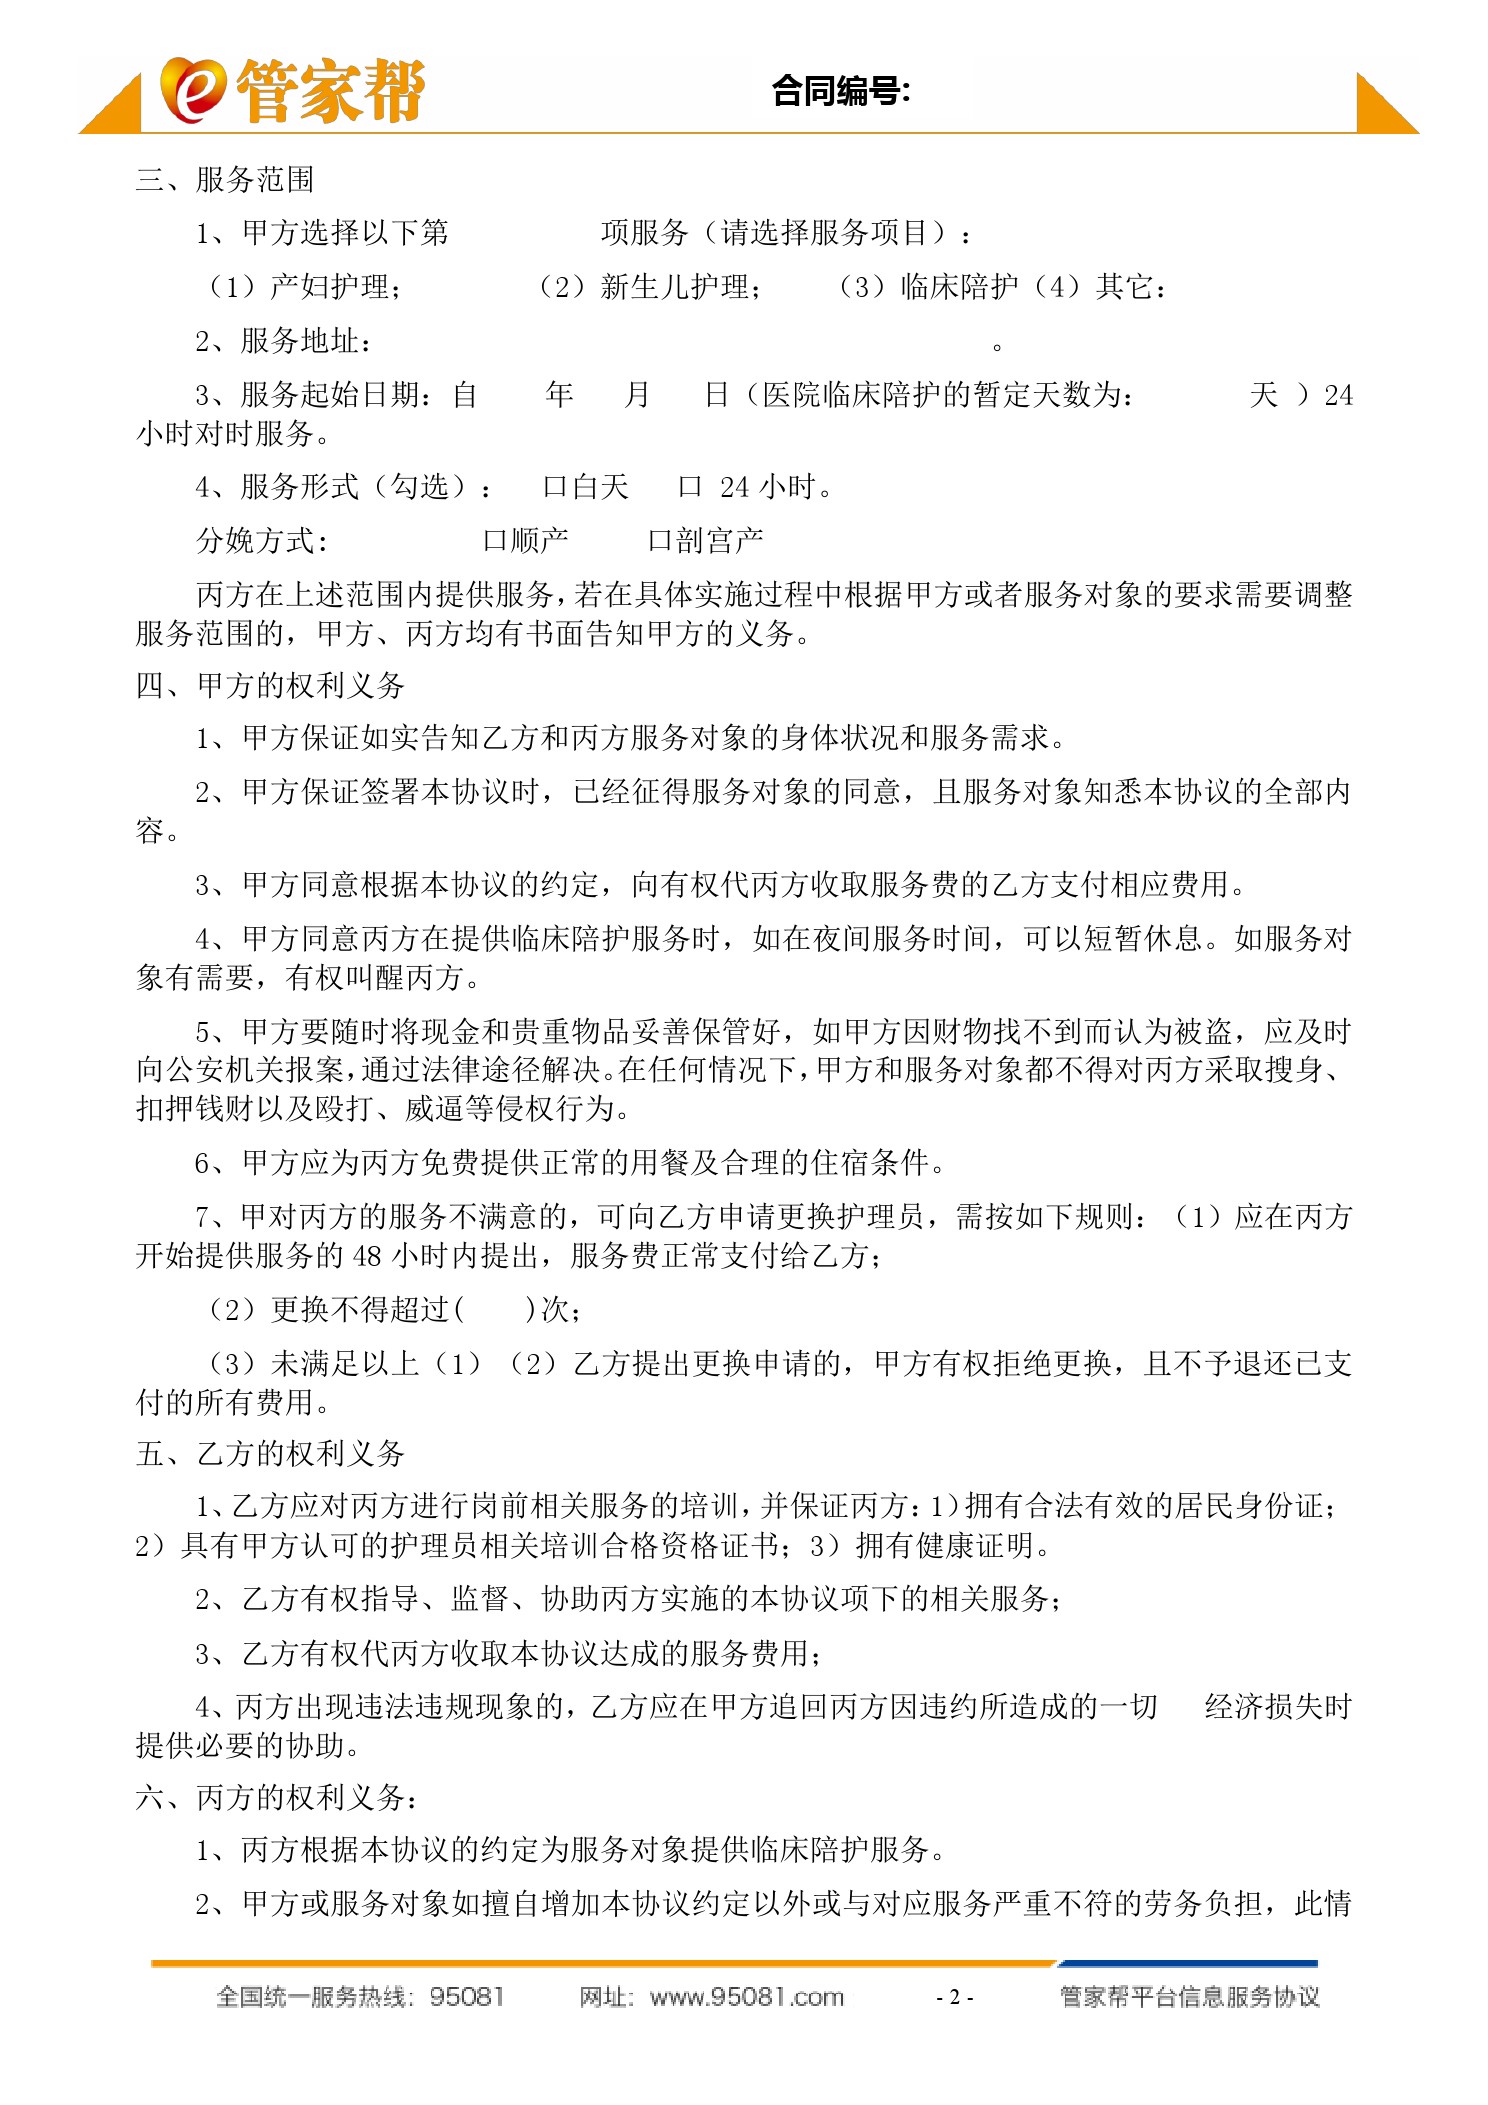 e管家帮
合同编号:
三、服务范围
1、甲方选择以下第 项服务（请选择服务项目）:
（1）产妇护理; （2）新生儿护理; （3）临床陪护（4）其它:
2、服务地址: 。
3、服务起始日期: 自 年 月 日（医院临床陪护的暂定天数为: 天 ）24
小时对时服务。
4、服务形式（勾选）: 口白天 口 24 小时。
分娩方式: 口顺产 口剖宫产
丙方在上述范围内提供服务,若在具体实施过程中根据甲方或者服务对象的要求需要调整
服务范围的，甲方、丙方均有书面告知甲方的义务。
四、甲方的权利义务
1、甲方保证如实告知乙方和丙方服务对象的身体状况和服务需求。
2、甲方保证签署本协议时，已经征得服务对象的同意，且服务对象知悉本协议的全部内
容。
3、甲方同意根据本协议的约定，向有权代丙方收取服务费的乙方支付相应费用。
4、甲方同意丙方在提供临床陪护服务时，如在夜间服务时间，可以短暂休息。如服务对
象有需要，有权叫醒丙方。
5、甲方要随时将现金和贵重物品妥善保管好，如甲方因财物找不到而认为被盗，应及时
向公安机关报案,通过法律途径解决。在任何情况下,甲方和服务对象都不得对丙方采取搜身、
扣押钱财以及殴打、威逼等侵权行为。
6、甲方应为丙方免费提供正常的用餐及合理的住宿条件。
7、甲对丙方的服务不满意的，可向乙方申请更换护理员，需按如下规则: （1）应在丙方
开始提供服务的 48 小时内提出，服务费正常支付给乙方;
（2）更换不得超过( )次;
（3）未满足以上（1）（2）乙方提出更换申请的，甲方有权拒绝更换，且不予退还已支
付的所有费用。
五、乙方的权利义务
1、乙方应对丙方进行岗前相关服务的培训,并保证丙方: 1)拥有合法有效的居民身份证;
2）具有甲方认可的护理员相关培训合格资格证书; 3）拥有健康证明。
2、乙方有权指导、监督、协助丙方实施的本协议项下的相关服务;
3、乙方有权代丙方收取本协议达成的服务费用;
4、丙方出现违法违规现象的,乙方应在甲方追回丙方因违约所造成的一切 经济损失时
提供必要的协助。
六、丙方的权利义务:
1、丙方根据本协议的约定为服务对象提供临床陪护服务。
2、甲方或服务对象如擅自增加本协议约定以外或与对应服务严重不符的劳务负担，此情
全国统一服务热线: 95081 网址: www.95081.com - 2 - 管家帮平台信息服务协议